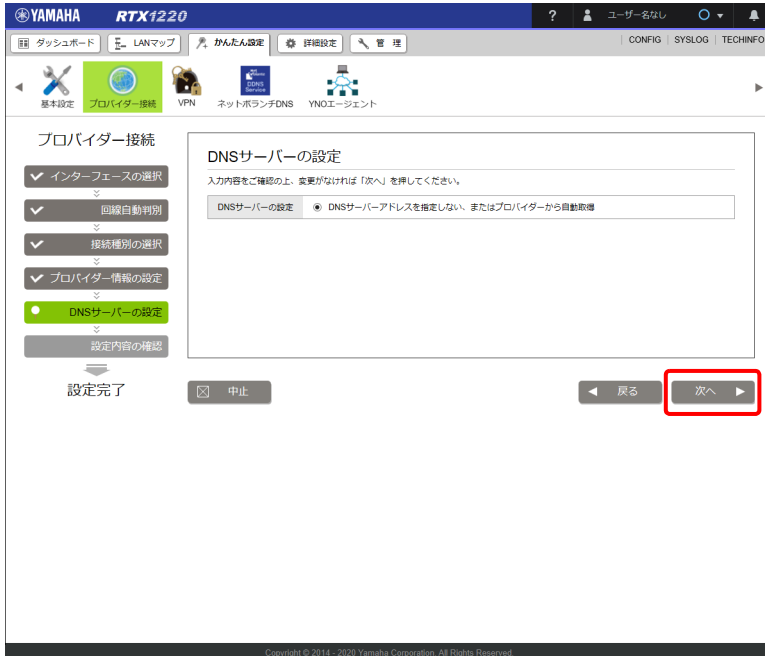 YAMAHA RTX1220 ? ユーザー名なし
ダッシュボード LANマップ かんたん設定 詳細設定 管 理 CONFIG SYSLOG TECHINFO
基本設定 プロバイダー接続 VPN ネットボランチDNS YNOエージェント
DDNS
Service
プロバイダー接続
インターフェースの選択
回線自動判別
接続種別の選択
プロバイダー情報の設定
DNSサーバーの設定
設定内容の確認
設定完了
DNSサーバーの設定
入力内容をご確認の上、変更がなければ「次へ」を押してください。
DNSサーバーの設定 DNSサーバーアドレスを指定しない、またはプロバイダーから自動取得
中止 戻る 次へ
Copyright © 2014 - 2020 Yamaha Corporation. All Rights Reserved.